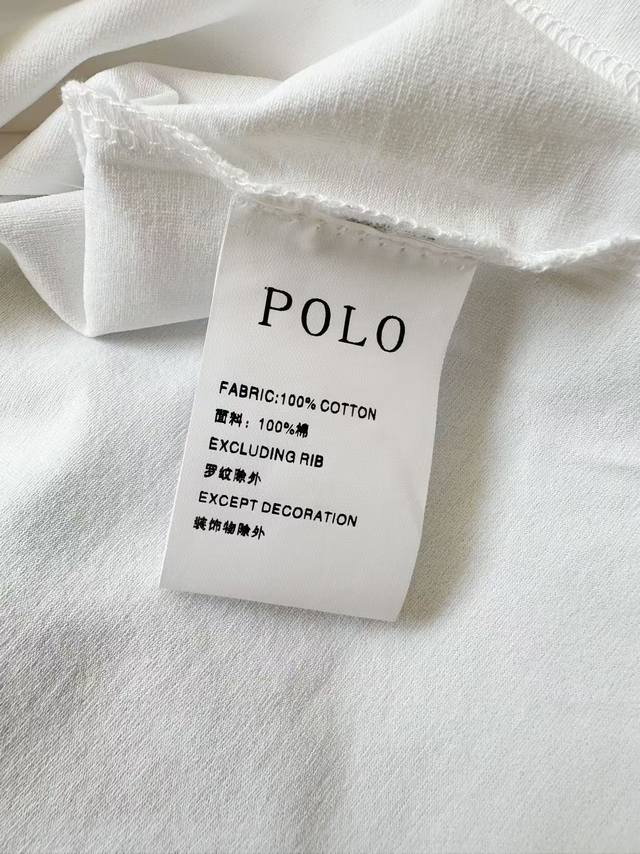 POLO
FABRIC:100% COTTON
面料：100%棉
EXCLUDING RIB
罗纹除外
EXCEPT DECORATION
装饰物除外